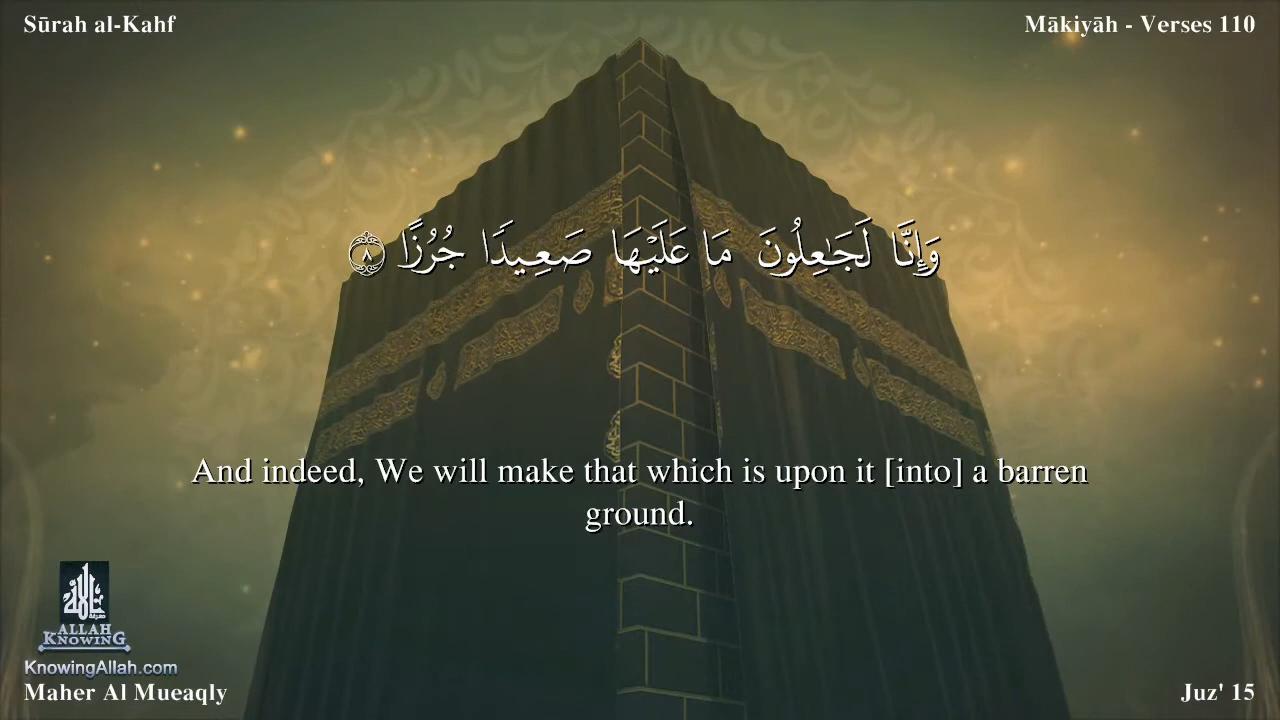 Sūrah al-Kahf
Mākiyāh - Verses 110
وَإِنَّا لَجَٰعِلُونَ مَا عَلَيْهَا صَعِيدًا جُرُزًا ٨
And indeed, We will make that which is upon it [into] a barren
ground.
ALLAH
KNOWING
KnowingAllah.com
Maher Al Mueaqly
Juz' 15